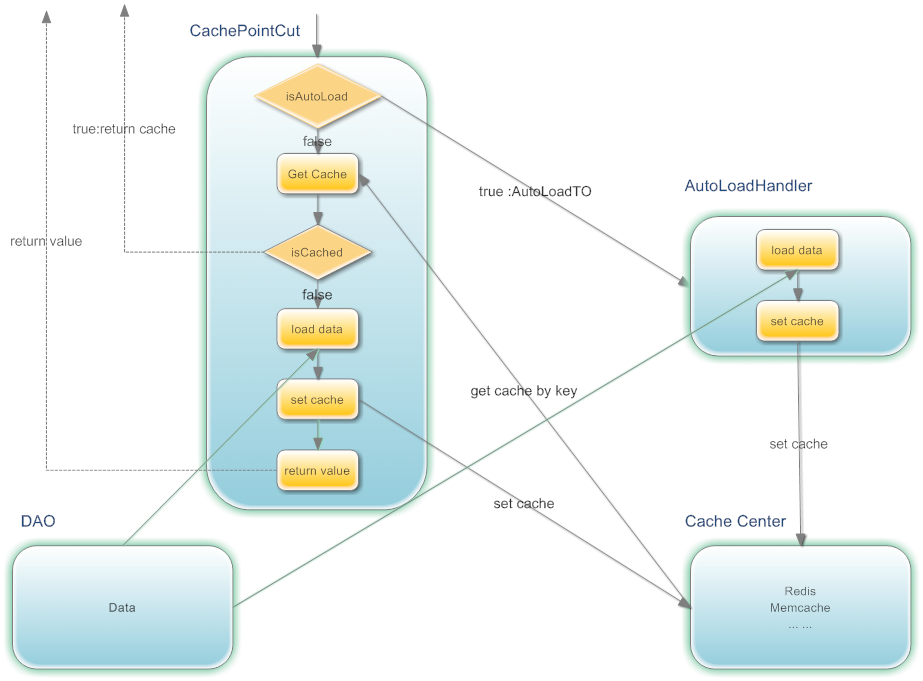 CachePointCut
isAutoLoad
true:return cache
false
Get Cache
true :AutoLoadTO
AutoLoadHandler
return value
isCached
load data
false
set cache
load data
get cache by key
set cache
set cache
return value
set cache
DAO
Cache Center
Data
Redis
Memcache
... ...